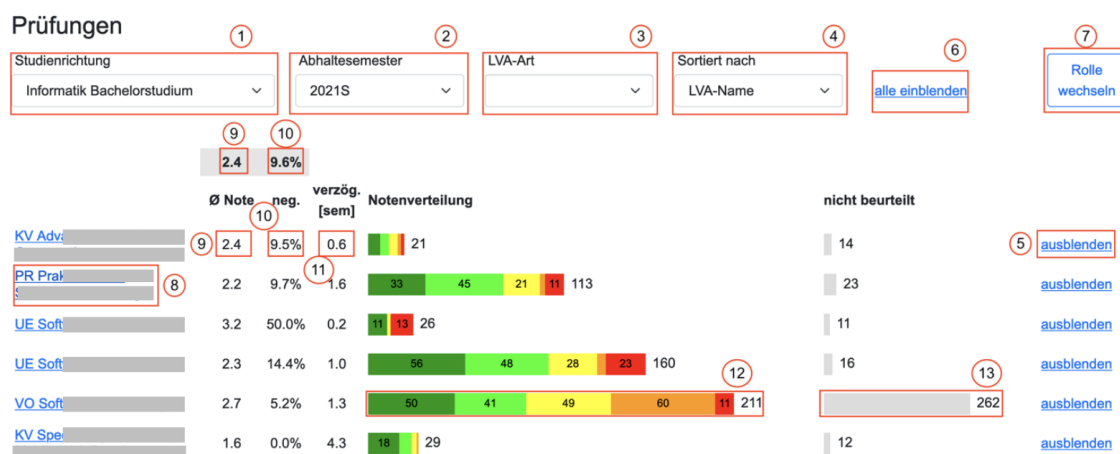 Prüfungen
1 2 3 4 6 7
Studienrichtung Abhaltesemester LVA-Art Sortiert nach
Informatik Bachelorstudium 2021S LVA-Name alle einblenden Rolle wechseln
9 10
2.4 9.6%
Ø Note neg. verzög. [sem] Notenverteilung nicht beurteilt
10
KV 9 2.4 9.5% 0.6 21 14 5 ausblenden
11
PR 8 2.2 9.7% 1.6 33 45 21 11 113 23 ausblenden
UE 3.2 50.0% 0.2 11 13 26 11 ausblenden
UE 2.3 14.4% 1.0 56 48 28 23 160 16 ausblenden
12 13
VO 2.7 5.2% 1.3 50 41 49 60 11 211 262 ausblenden
KV 1.6 0.0% 4.3 18 29 12 ausblenden